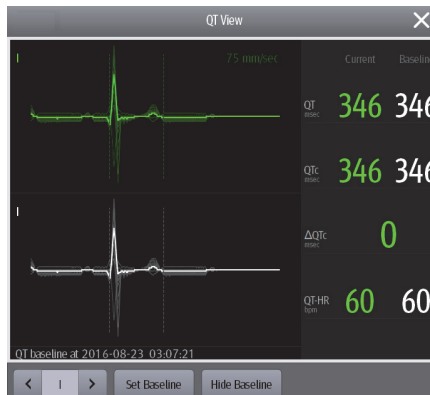 QT View
I
75 mm/sec
Current Baseline
QT
msec
346 346
QTc
msec
346 346
ΔQTc
msec
0
I
QT-HR
bpm
60 60
QT baseline at 2016-08-23 03:07:21
< I > Set Baseline Hide Baseline